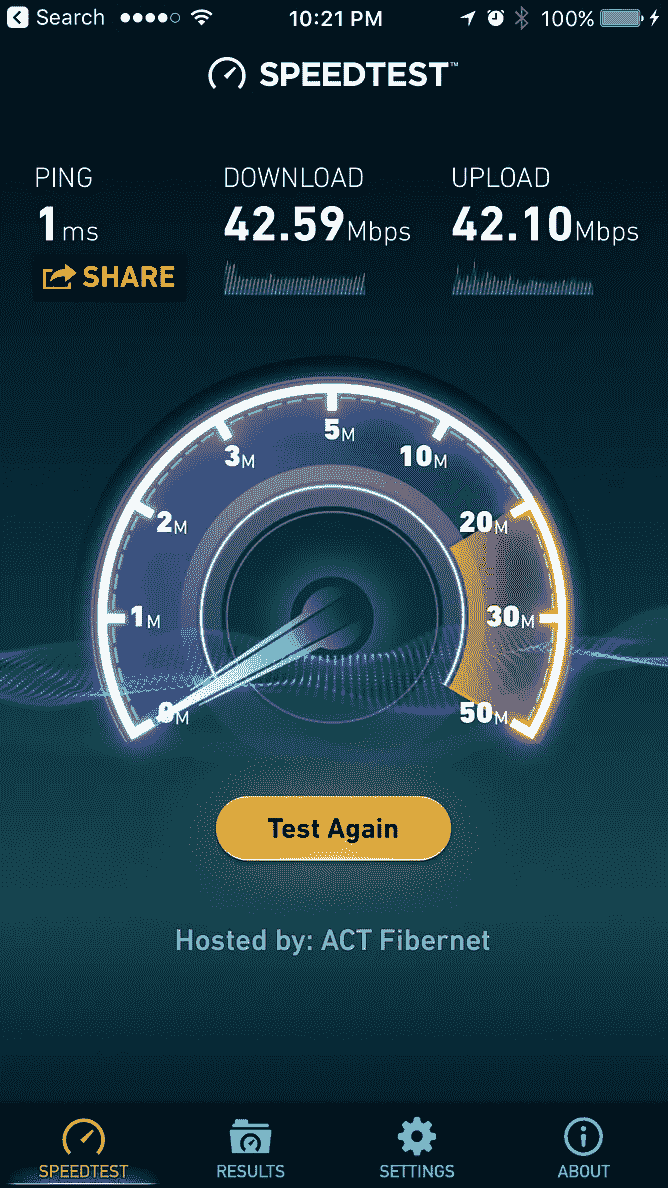 Search 10:21 PM 100%
SPEEDTEST™
PING DOWNLOAD UPLOAD
1 ms 42.59 Mbps 42.10 Mbps
SHARE
5M
3M 10M
2M 20M
1M 30M
0M 50M
Test Again
Hosted by: ACT Fibernet
SPEEDTEST RESULTS SETTINGS ABOUT